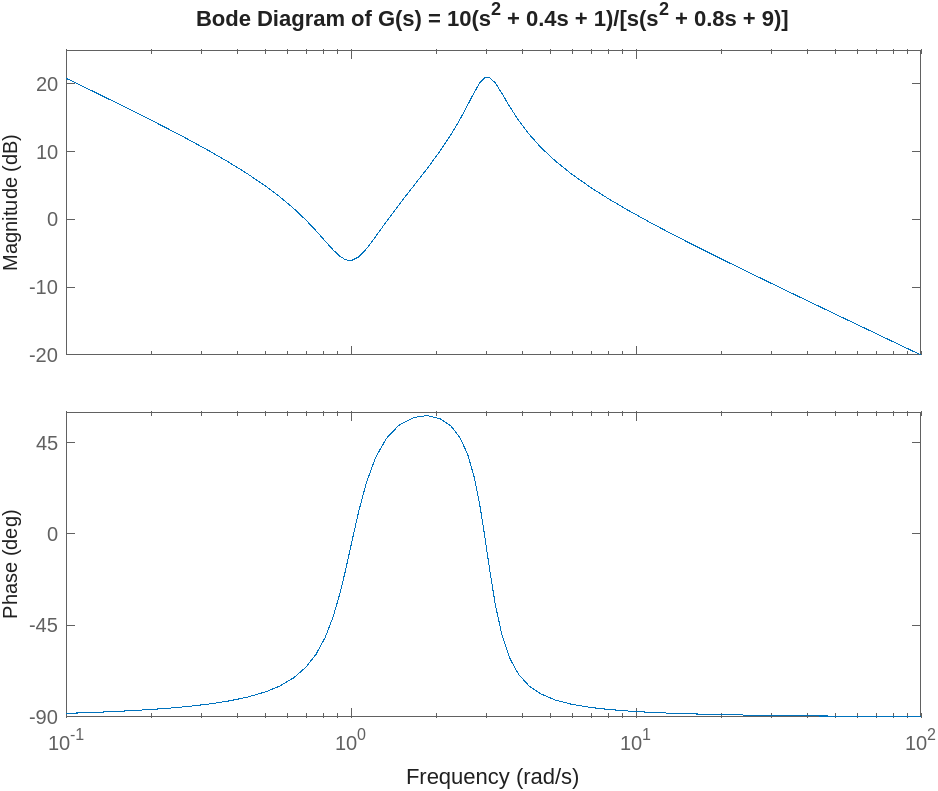 Bode Diagram of G(s) = 10(s² + 0.4s + 1)/[s(s² + 0.8s + 9)]
20
10
0
-10
-20
Magnitude (dB)
45
0
-45
-90
Phase (deg)
10⁻¹ 10⁰ 10¹ 10²
Frequency (rad/s)